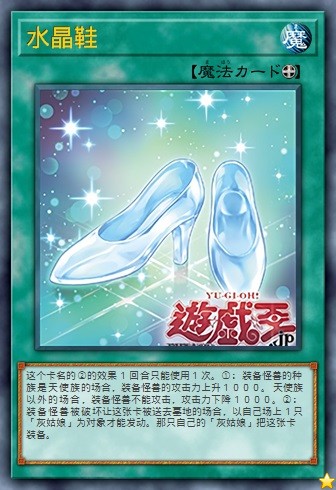 水晶鞋
魔
【魔法カード】
YU-GI-OH!
遊戯王
JP
这个卡名的②的效果1回合只能使用1次。①：装备怪兽的种
族是天使族的场合，装备怪兽的攻击力上升1000。天使族
以外的场合，装备怪兽不能攻击，攻击力下降1000。②：
装备怪兽被破坏让这张卡被送去墓地的场合，以自己场上1只
「灰姑娘」为对象才能发动。那只自己的「灰姑娘」把这张卡
装备。